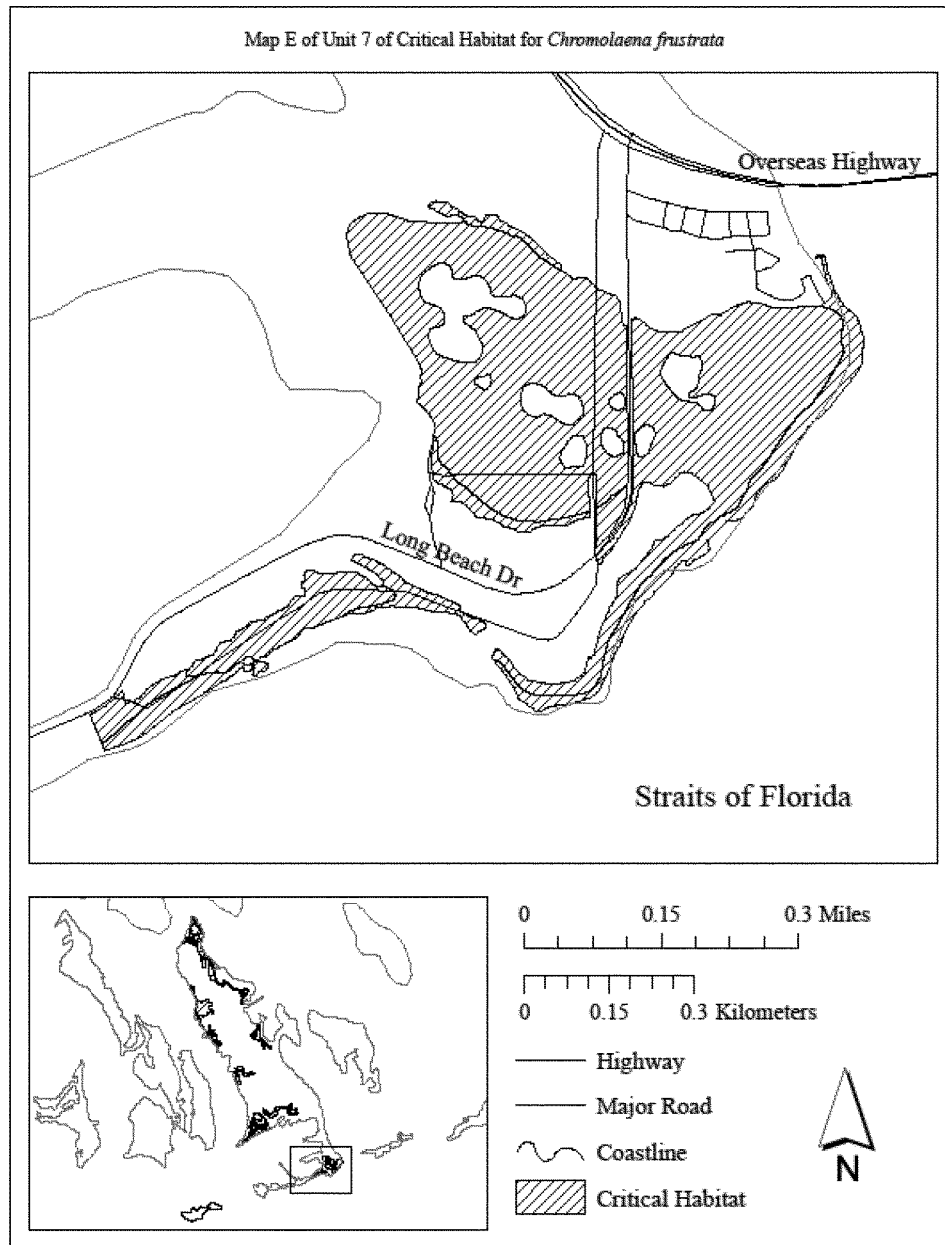 Map E of Unit 7 of Critical Habitat for Chromolaena frustrata
Overseas Highway
Long Beach Dr
Straits of Florida
0 0.15 0.3 Miles
0 0.15 0.3 Kilometers
Highway
Major Road
Coastline
Critical Habitat
N